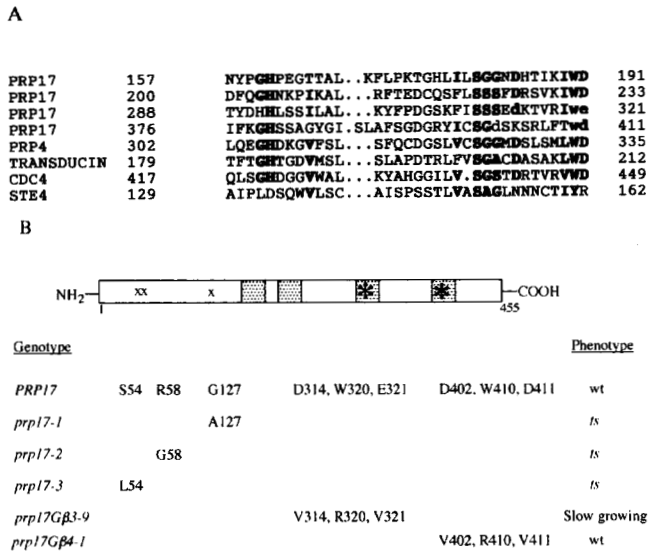 A
PRP17 157 NYPGHPEGTTAL..KFLPKTGHLILSGGNDHTIKIWD 191
PRP17 200 DFQGHNKPIKAL...RFTEDCQSFLSSSFDRSVKIWD 233
PRP17 288 TYDHHLSSILAL...KYFPDGSKFISSSEdKTVRIwe 321
PRP17 376 IFKGHSSAGYGI.SLAFSGDGRYICSGdSKSRLFTwd 411
PRP4 302 LQEGHDKGVFSL...SFQCDGSLVCSGGMDSLSMLWD 335
TRANSDUCIN 179 TFTGHTGDVMSL...SLAPDTRLFVSGACDASAKLWD 212
CDC4 417 QLSGHDGGVWAL...KYAHGGILV.SGSTDRTVRVWD 449
STE4 129 AIPLDSQWVLSC...AISPSSTLVASAGLNNNCTIYR 162
B
NH2 xx x * * COOH
1 455
Genotype Phenotype
PRP17 S54 R58 G127 D314, W320, E321 D402, W410, D411 wt
prp17-1 A127 ts
prp17-2 G58 ts
prp17-3 L54 ts
prp17Gβ3-9 V314, R320, V321 Slow growing
prp17Gβ4-1 V402, R410, V411 wt